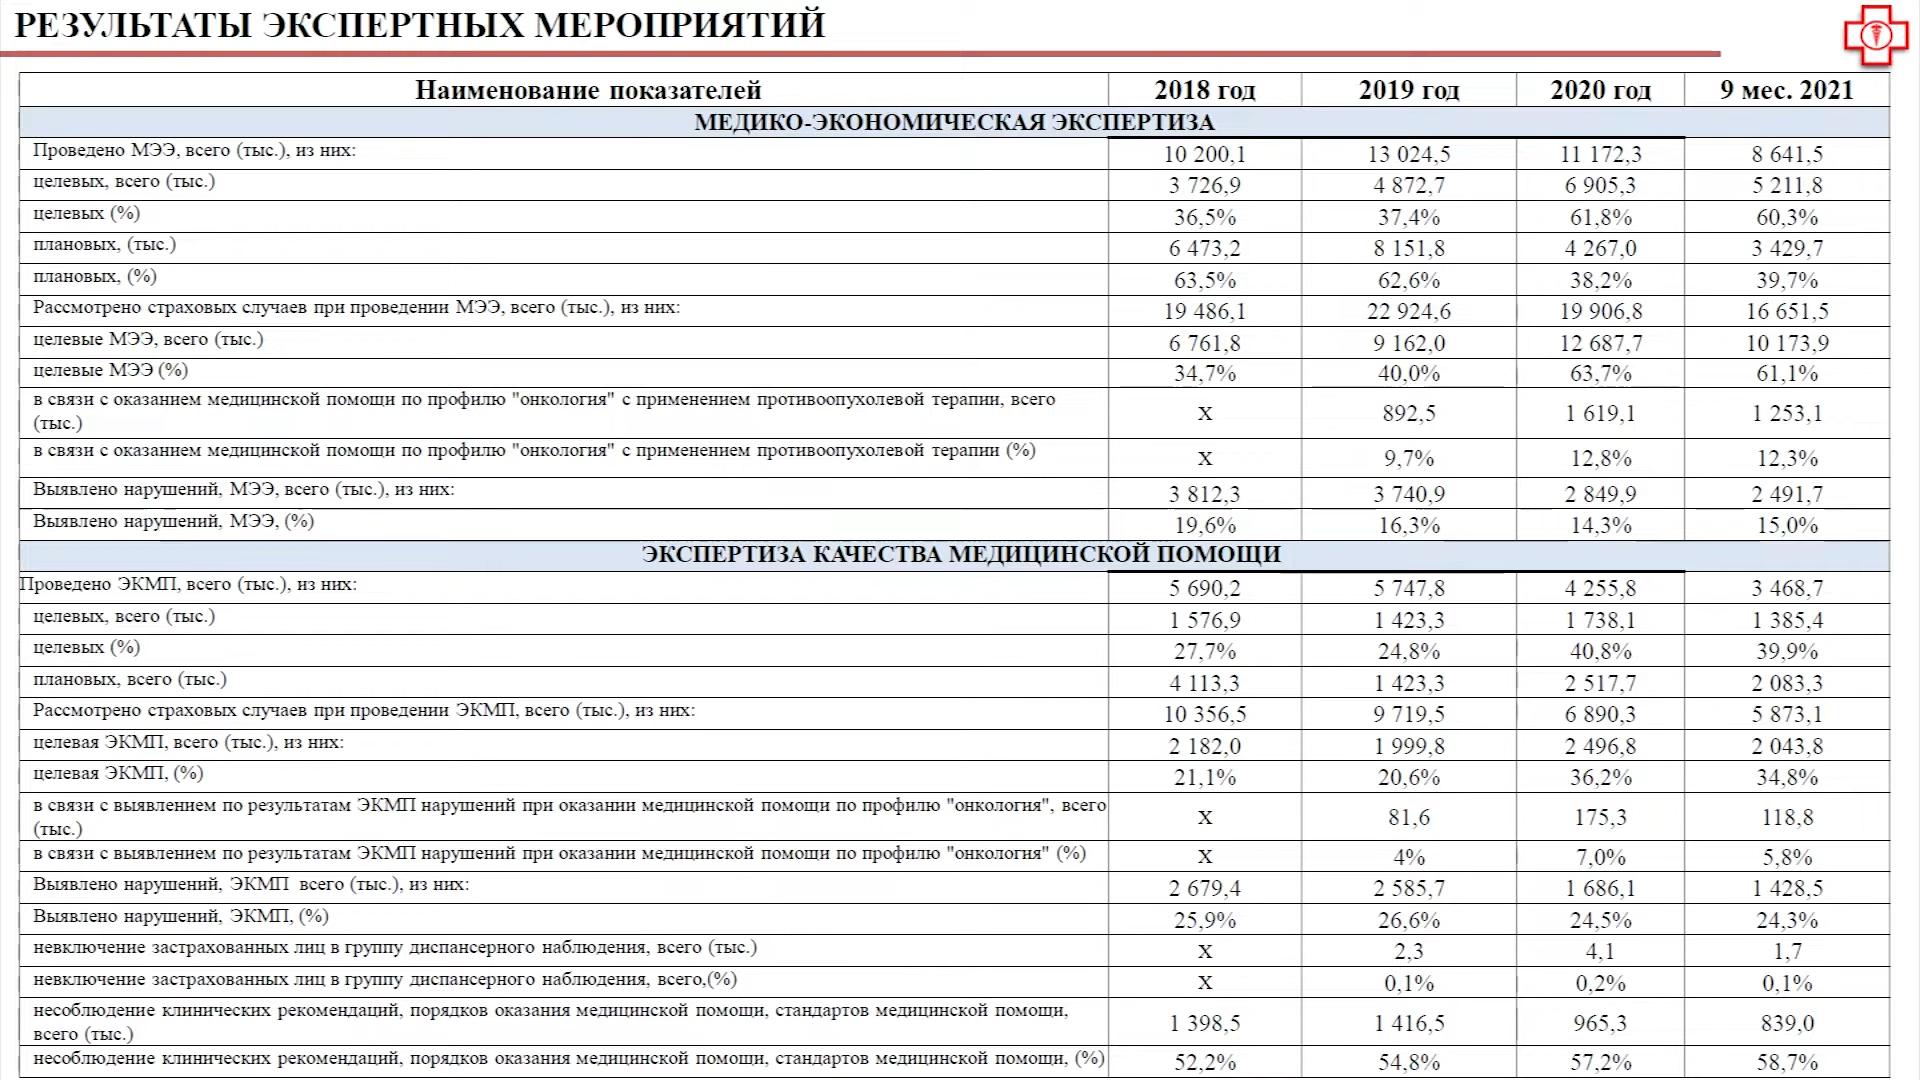 РЕЗУЛЬТАТЫ ЭКСПЕРТНЫХ МЕРОПРИЯТИЙ
Наименование показателей 2018 год 2019 год 2020 год 9 мес. 2021
МЕДИКО-ЭКОНОМИЧЕСКАЯ ЭКСПЕРТИЗА
Проведено МЭЭ, всего (тыс.), из них: 10 200,1 13 024,5 11 172,3 8 641,5
целевых, всего (тыс.) 3 726,9 4 872,7 6 905,3 5 211,8
целевых (%) 36,5% 37,4% 61,8% 60,3%
плановых, (тыс.) 6 473,2 8 151,8 4 267,0 3 429,7
плановых, (%) 63,5% 62,6% 38,2% 39,7%
Рассмотрено страховых случаев при проведении МЭЭ, всего (тыс.), из них: 19 486,1 22 924,6 19 906,8 16 651,5
целевые МЭЭ, всего (тыс.) 6 761,8 9 162,0 12 687,7 10 173,9
целевые МЭЭ (%) 34,7% 40,0% 63,7% 61,1%
в связи с оказанием медицинской помощи по профилю "онкология" с применением противоопухолевой терапии, всего
(тыс.) X 892,5 1 619,1 1 253,1
в связи с оказанием медицинской помощи по профилю "онкология" с применением противоопухолевой терапии (%) X 9,7% 12,8% 12,3%
Выявлено нарушений, МЭЭ, всего (тыс.), из них: 3 812,3 3 740,9 2 849,9 2 491,7
Выявлено нарушений, МЭЭ, (%) 19,6% 16,3% 14,3% 15,0%
ЭКСПЕРТИЗА КАЧЕСТВА МЕДИЦИНСКОЙ ПОМОЩИ
Проведено ЭКМП, всего (тыс.), из них: 5 690,2 5 747,8 4 255,8 3 468,7
целевых, всего (тыс.) 1 576,9 1 423,3 1 738,1 1 385,4
целевых (%) 27,7% 24,8% 40,8% 39,9%
плановых, всего (тыс.) 4 113,3 1 423,3 2 517,7 2 083,3
Рассмотрено страховых случаев при проведении ЭКМП, всего (тыс.), из них: 10 356,5 9 719,5 6 890,3 5 873,1
целевая ЭКМП, всего (тыс.), из них: 2 182,0 1 999,8 2 496,8 2 043,8
целевая ЭКМП, (%) 21,1% 20,6% 36,2% 34,8%
в связи с выявлением по результатам ЭКМП нарушений при оказании медицинской помощи по профилю "онкология", всего
(тыс.) X 81,6 175,3 118,8
в связи с выявлением по результатам ЭКМП нарушений при оказании медицинской помощи по профилю "онкология" (%) X 4% 7,0% 5,8%
Выявлено нарушений, ЭКМП всего (тыс.), из них: 2 679,4 2 585,7 1 686,1 1 428,5
Выявлено нарушений, ЭКМП, (%) 25,9% 26,6% 24,5% 24,3%
невключение застрахованных лиц в группу диспансерного наблюдения, всего (тыс.) X 2,3 4,1 1,7
невключение застрахованных лиц в группу диспансерного наблюдения, всего,(%) X 0,1% 0,2% 0,1%
несоблюдение клинических рекомендаций, порядков оказания медицинской помощи, стандартов медицинской помощи,
всего (тыс.) 1 398,5 1 416,5 965,3 839,0
несоблюдение клинических рекомендаций, порядков оказания медицинской помощи, стандартов медицинской помощи, (%) 52,2% 54,8% 57,2% 58,7%